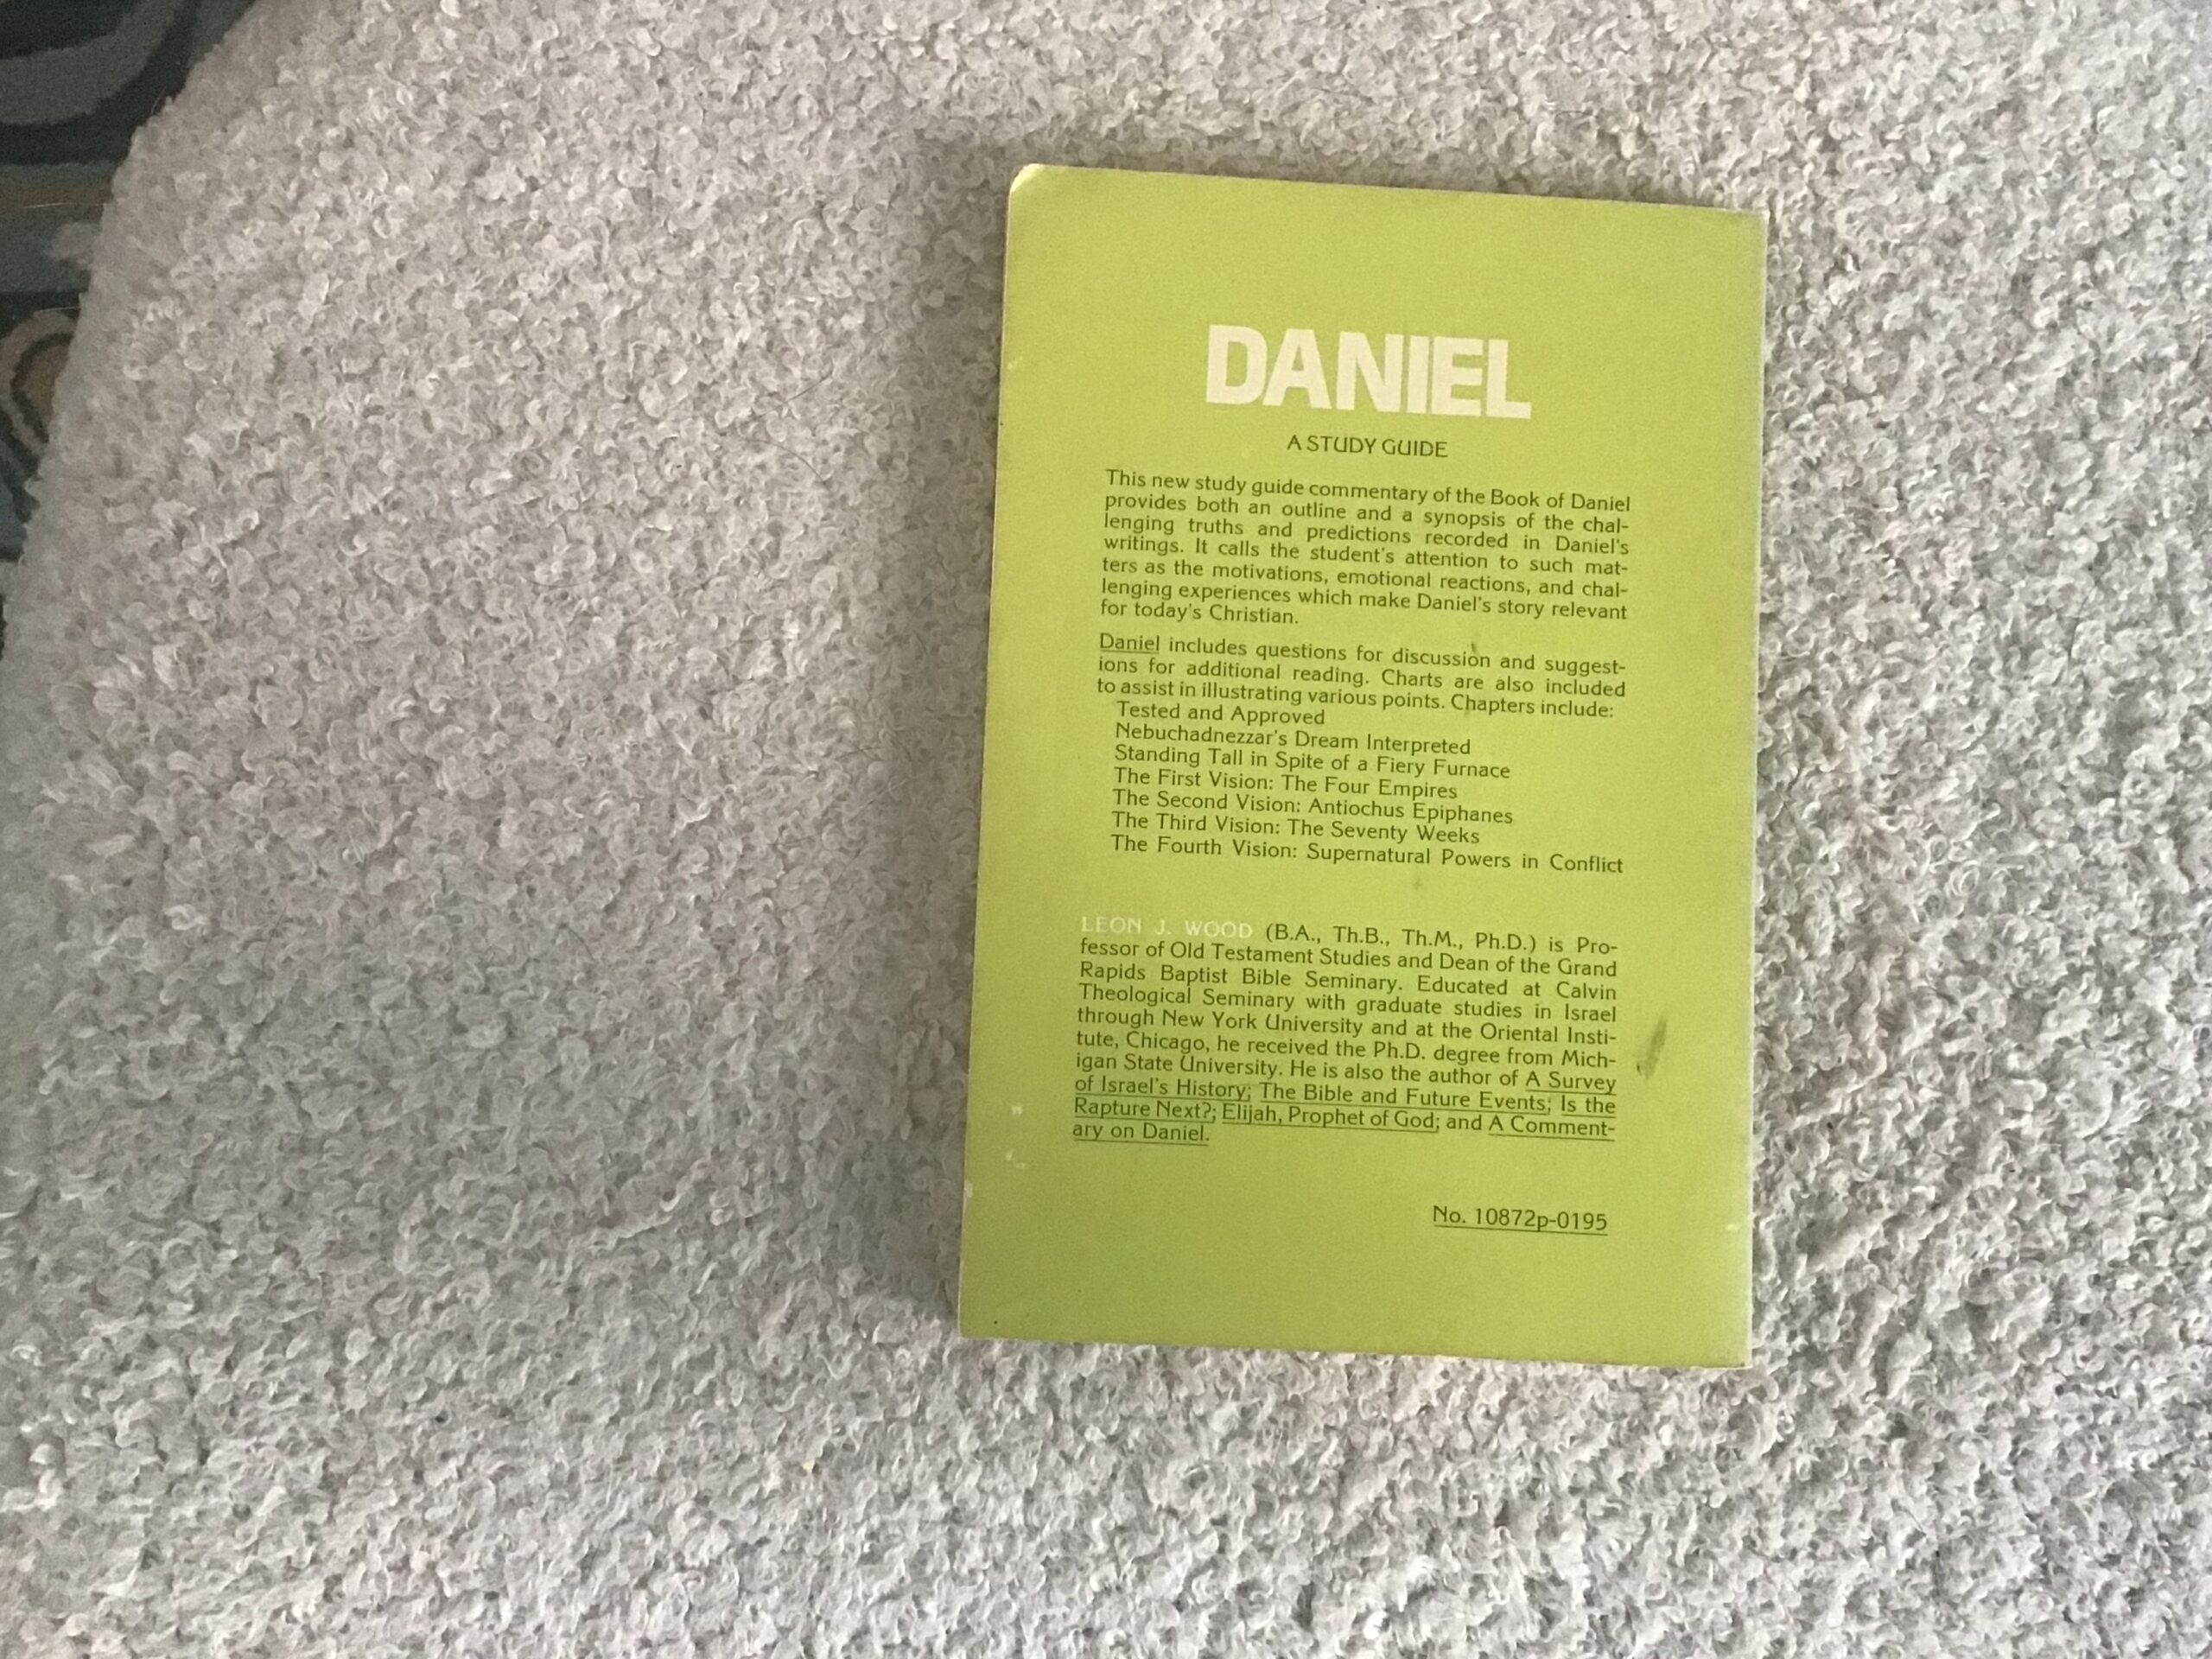 DANIEL
A STUDY GUIDE
This new study guide commentary of the Book of Daniel
provides both an outline and a synopsis of the chal-
lenging truths and predictions recorded in Daniel's
writings. It calls the student's attention to such mat-
ters as the motivations, emotional reactions, and chal-
lenging experiences which make Daniel's story relevant
for today's Christian.
Daniel includes questions for discussion and suggest-
ions for additional reading. Charts are also included
to assist in illustrating various points. Chapters include:
Tested and Approved
Nebuchadnezzar's Dream Interpreted
Standing Tall in Spite of a Fiery Furnace
The First Vision: The Four Empires
The Second Vision: Antiochus Epiphanes
The Third Vision: The Seventy Weeks
The Fourth Vision: Supernatural Powers in Conflict
LEON J. WOOD (B.A., Th.B., Th.M., Ph.D.) is Pro-
fessor of Old Testament Studies and Dean of the Grand
Rapids Baptist Bible Seminary. Educated at Calvin
Theological Seminary with graduate studies in Israel
through New York University and at the Oriental Insti-
tute, Chicago, he received the Ph.D. degree from Mich-
igan State University. He is also the author of A Survey
of Israel's History; The Bible and Future Events; Is the
Rapture Next?; Elijah, Prophet of God; and A Comment-
ary on Daniel.
No. 10872p-0195